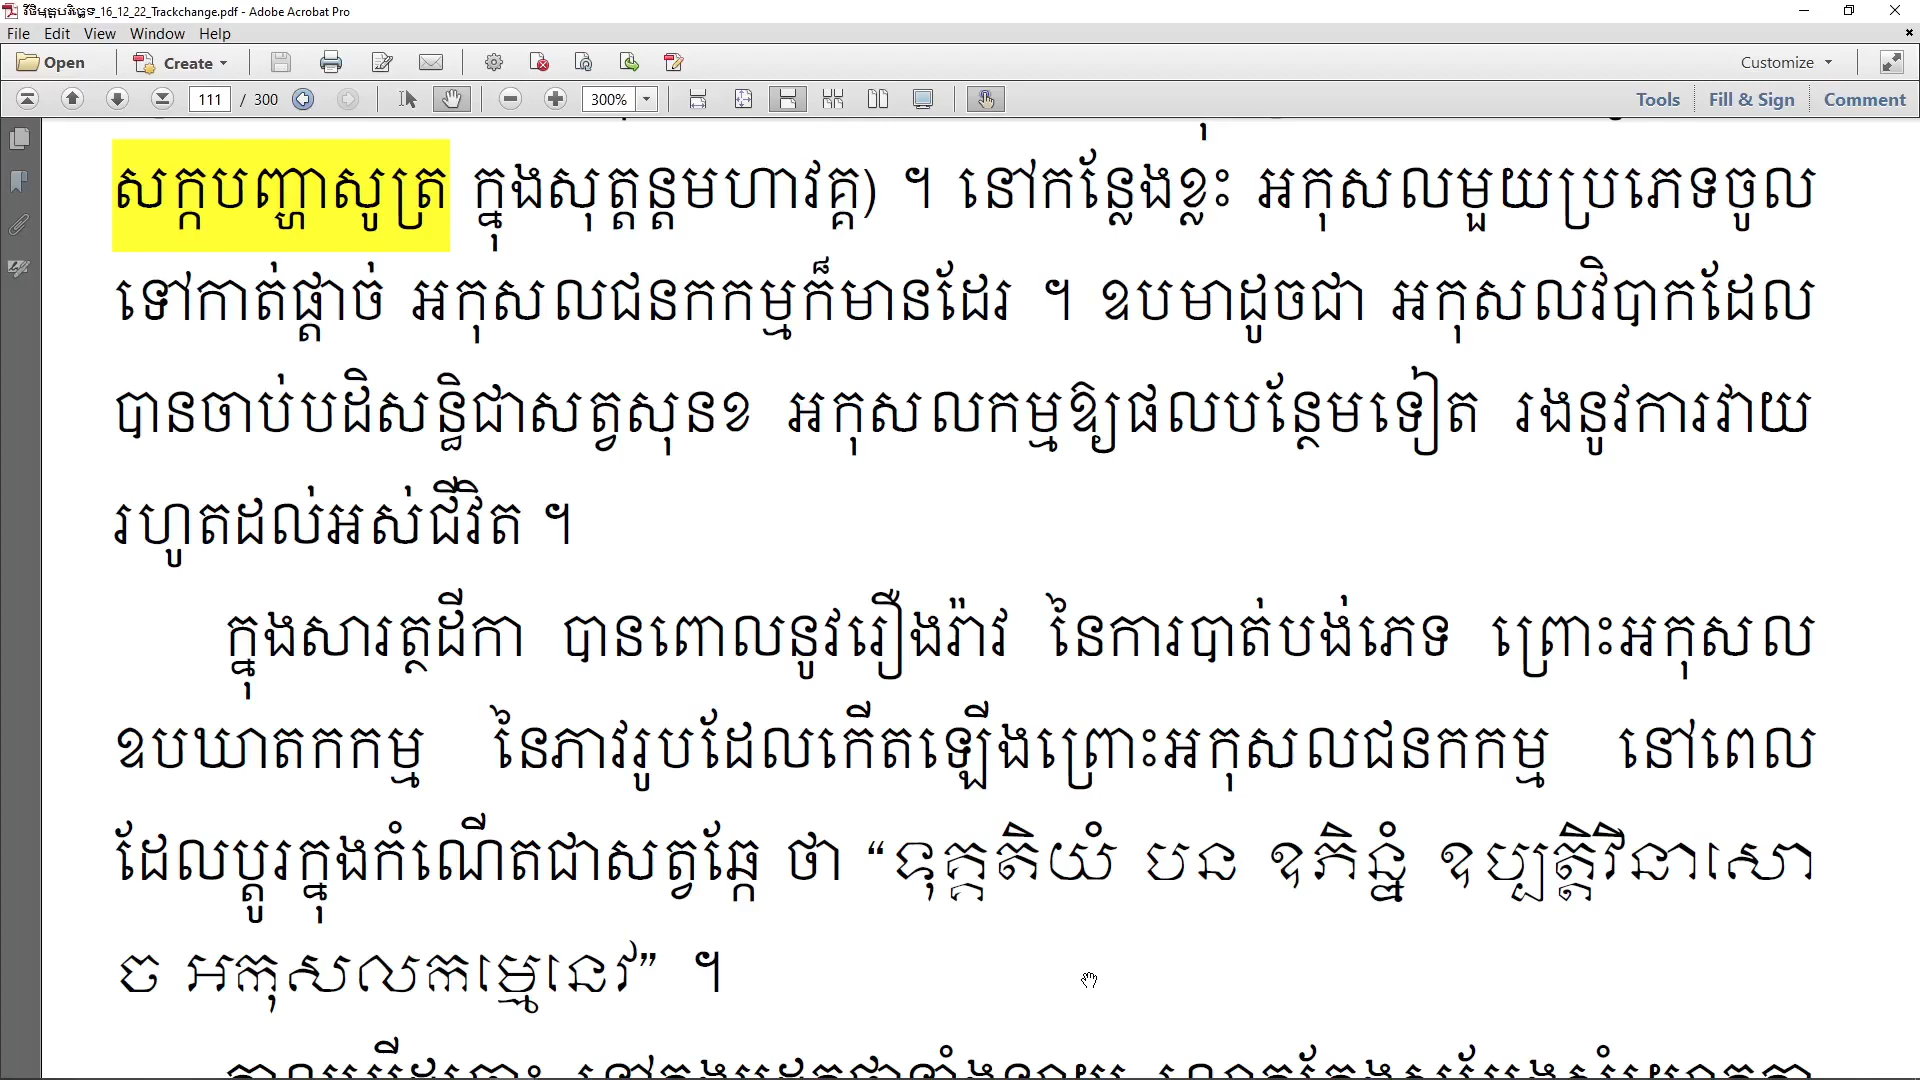 វិថីមុត្តបរិច្ឆេទ_16_12_22_Trackchange.pdf - Adobe Acrobat Pro
File Edit View Window Help
Open Create Customize
111 / 300 300% Tools Fill & Sign Comment
សក្កបញ្ហាសូត្រ ក្នុងសុត្តន្តមហាវគ្គ) ។ នៅកន្លែងខ្លះ អកុសលមួយប្រភេទចូល
ទៅកាត់ផ្តាច់ អកុសលជនកកម្មក៏មានដែរ ។ ឧបមាដូចជា អកុសលវិបាកដែល
បានចាប់បដិសន្ធិជាសត្វសុនខ អកុសលកម្មឱ្យផលបន្ថែមទៀត រងនូវការវាយ
រហូតដល់អស់ជីវិត ។
ក្នុងសារត្ថដីកា បានពោលនូវរឿងរ៉ាវ នៃការបាត់បង់ភេទ ព្រោះអកុសល
ឧបឃាតកកម្ម នៃភាវរូបដែលកើតឡើងព្រោះអកុសលជនកកម្ម នៅពេល
ដែលប្តូរក្នុងកំណើតជាសត្វឆ្កែ ថា “ទុគ្គតិយំ បន ឧភិន្នំ ឧប្បត្តិវិនាសោ
ច អកុសលកម្មេនេវ” ។